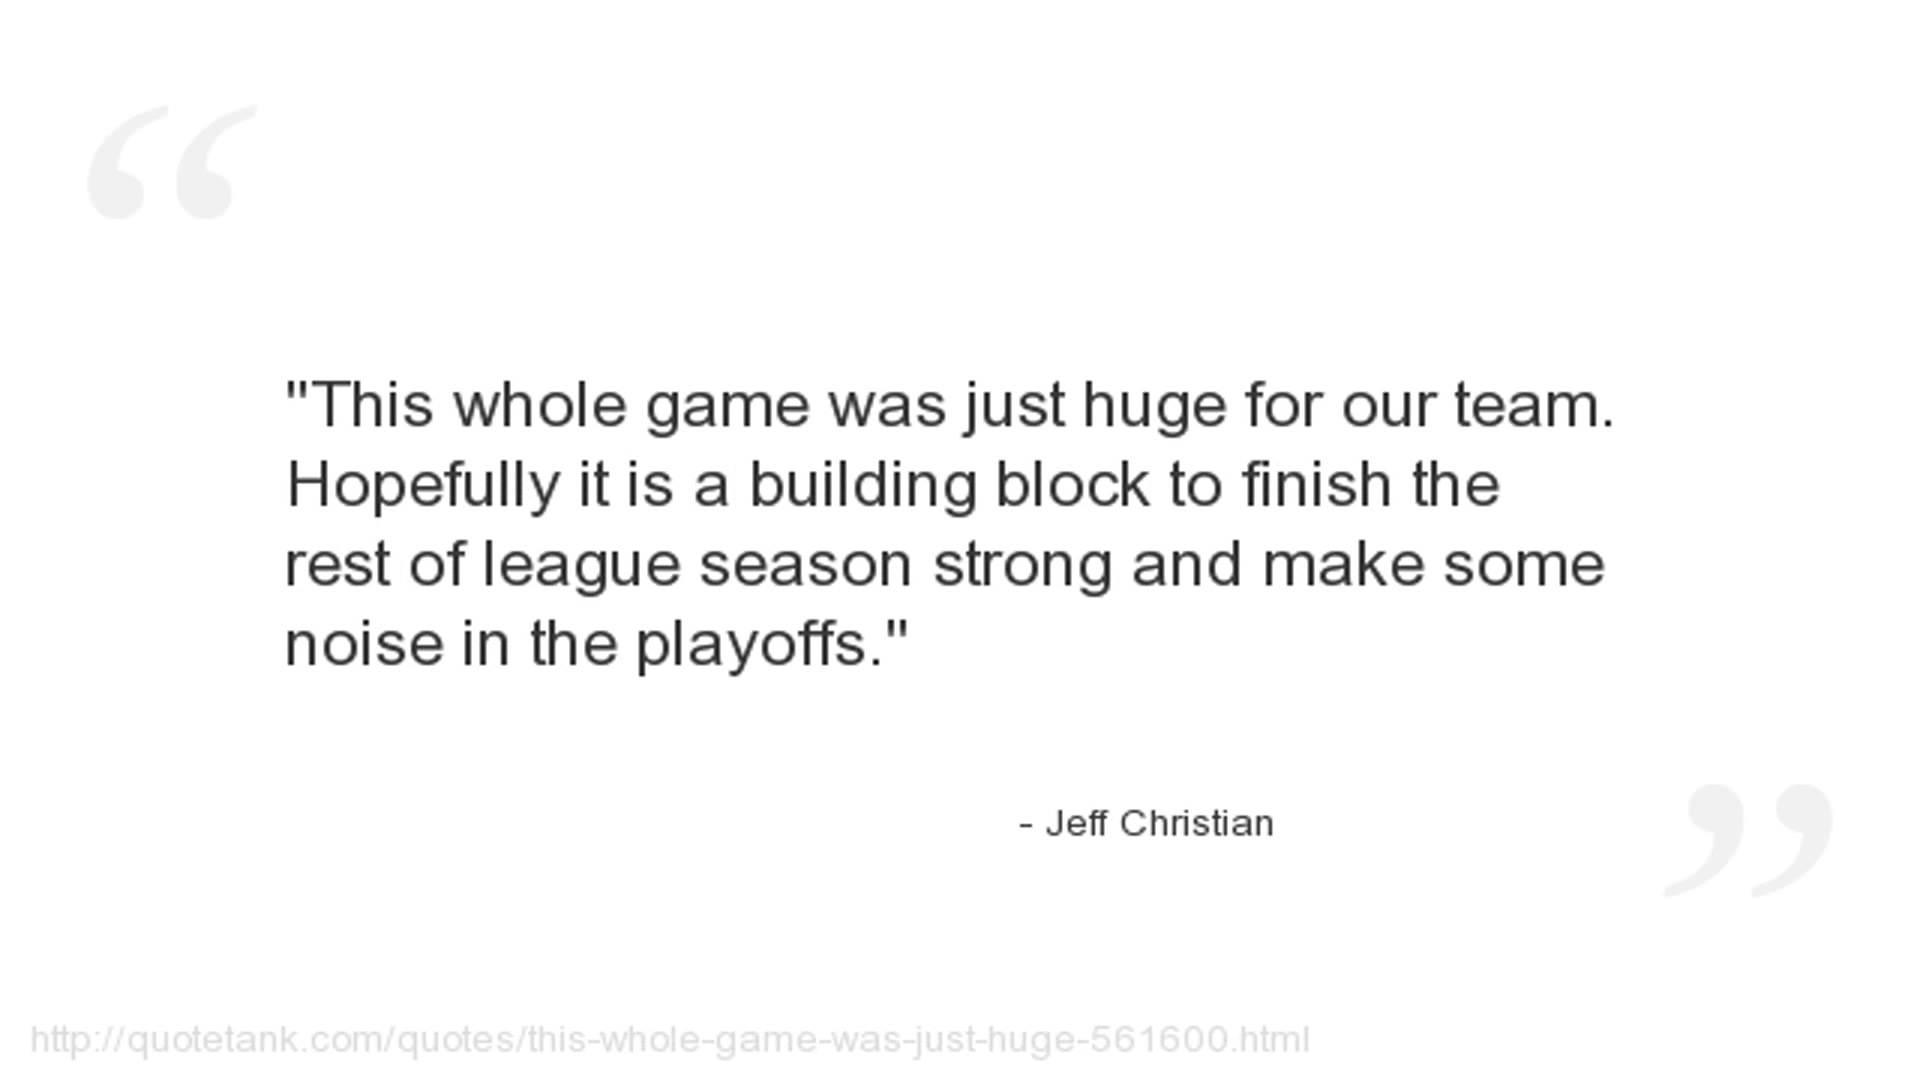 "This whole game was just huge for our team.
Hopefully it is a building block to finish the
rest of league season strong and make some
noise in the playoffs."
- Jeff Christian
http://quotetank.com/quotes/this-whole-game-was-just-huge-561600.html